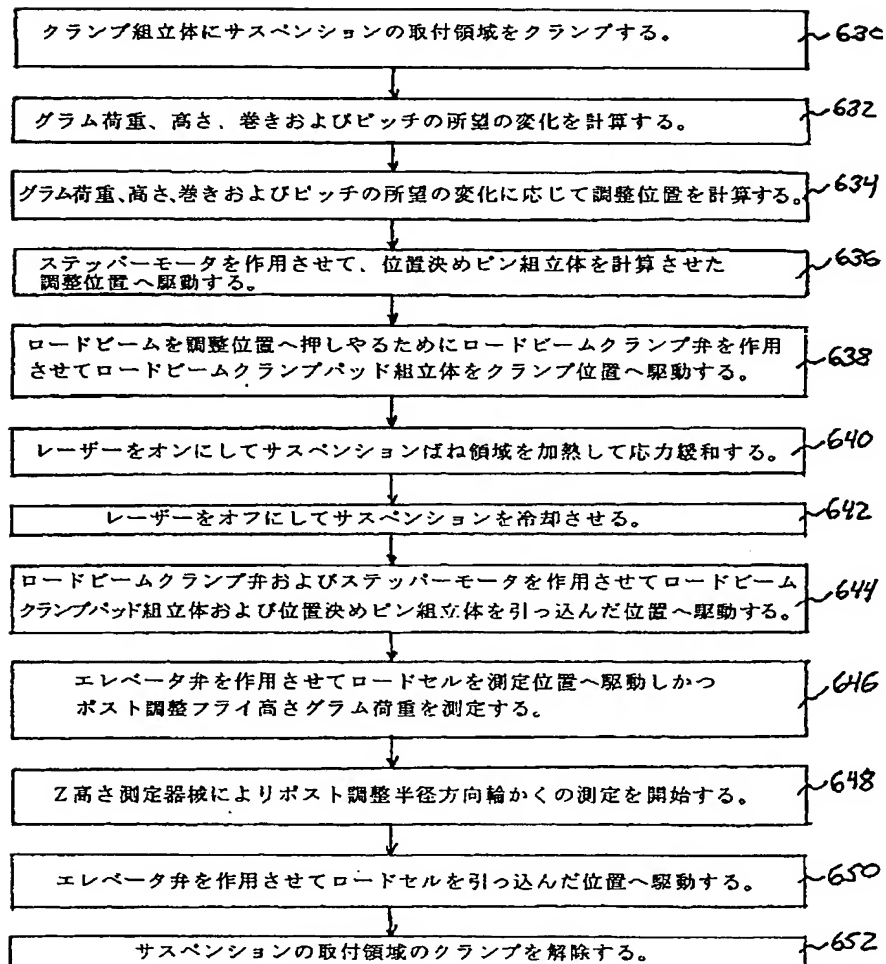 クランプ組立体にサスペンションの取付領域をクランプする。 630
グラム荷重、高さ、巻きおよびピッチの所望の変化を計算する。 632
グラム荷重、高さ、巻きおよびピッチの所望の変化に応じて調整位置を計算する。 634
ステッパーモータを作用させて、位置決めピン組立体を計算させた
調整位置へ駆動する。 636
ロードビームを調整位置へ押しやるためにロードビームクランプ弁を作用
させてロードビームクランプパッド組立体をクランプ位置へ駆動する。 638
レーザーをオンにしてサスペンションばね領域を加熱して応力緩和する。 640
レーザーをオフにしてサスペンションを冷却させる。 642
ロードビームクランプ弁およびステッパーモータを作用させてロードビーム
クランプパッド組立体および位置決めピン組立体を引っ込んだ位置へ駆動する。 644
エレベータ弁を作用させてロードセルを測定位置へ駆動しかつ
ポスト調整フライ高さグラム荷重を測定する。 646
Z高さ測定器械によりポスト調整半径方向輪かくの測定を開始する。 648
エレベータ弁を作用させてロードセルを引っ込んだ位置へ駆動する。 650
サスペンションの取付領域のクランプを解除する。 652